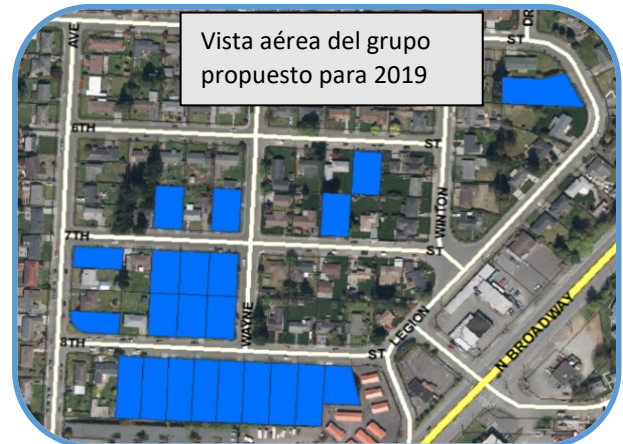 Vista aérea del grupo
propuesto para 2019
AVE
DR
ST
6TH
ST
WINTON
7TH
ST
WAYNE
LEGION
N BROADWAY
8TH
ST